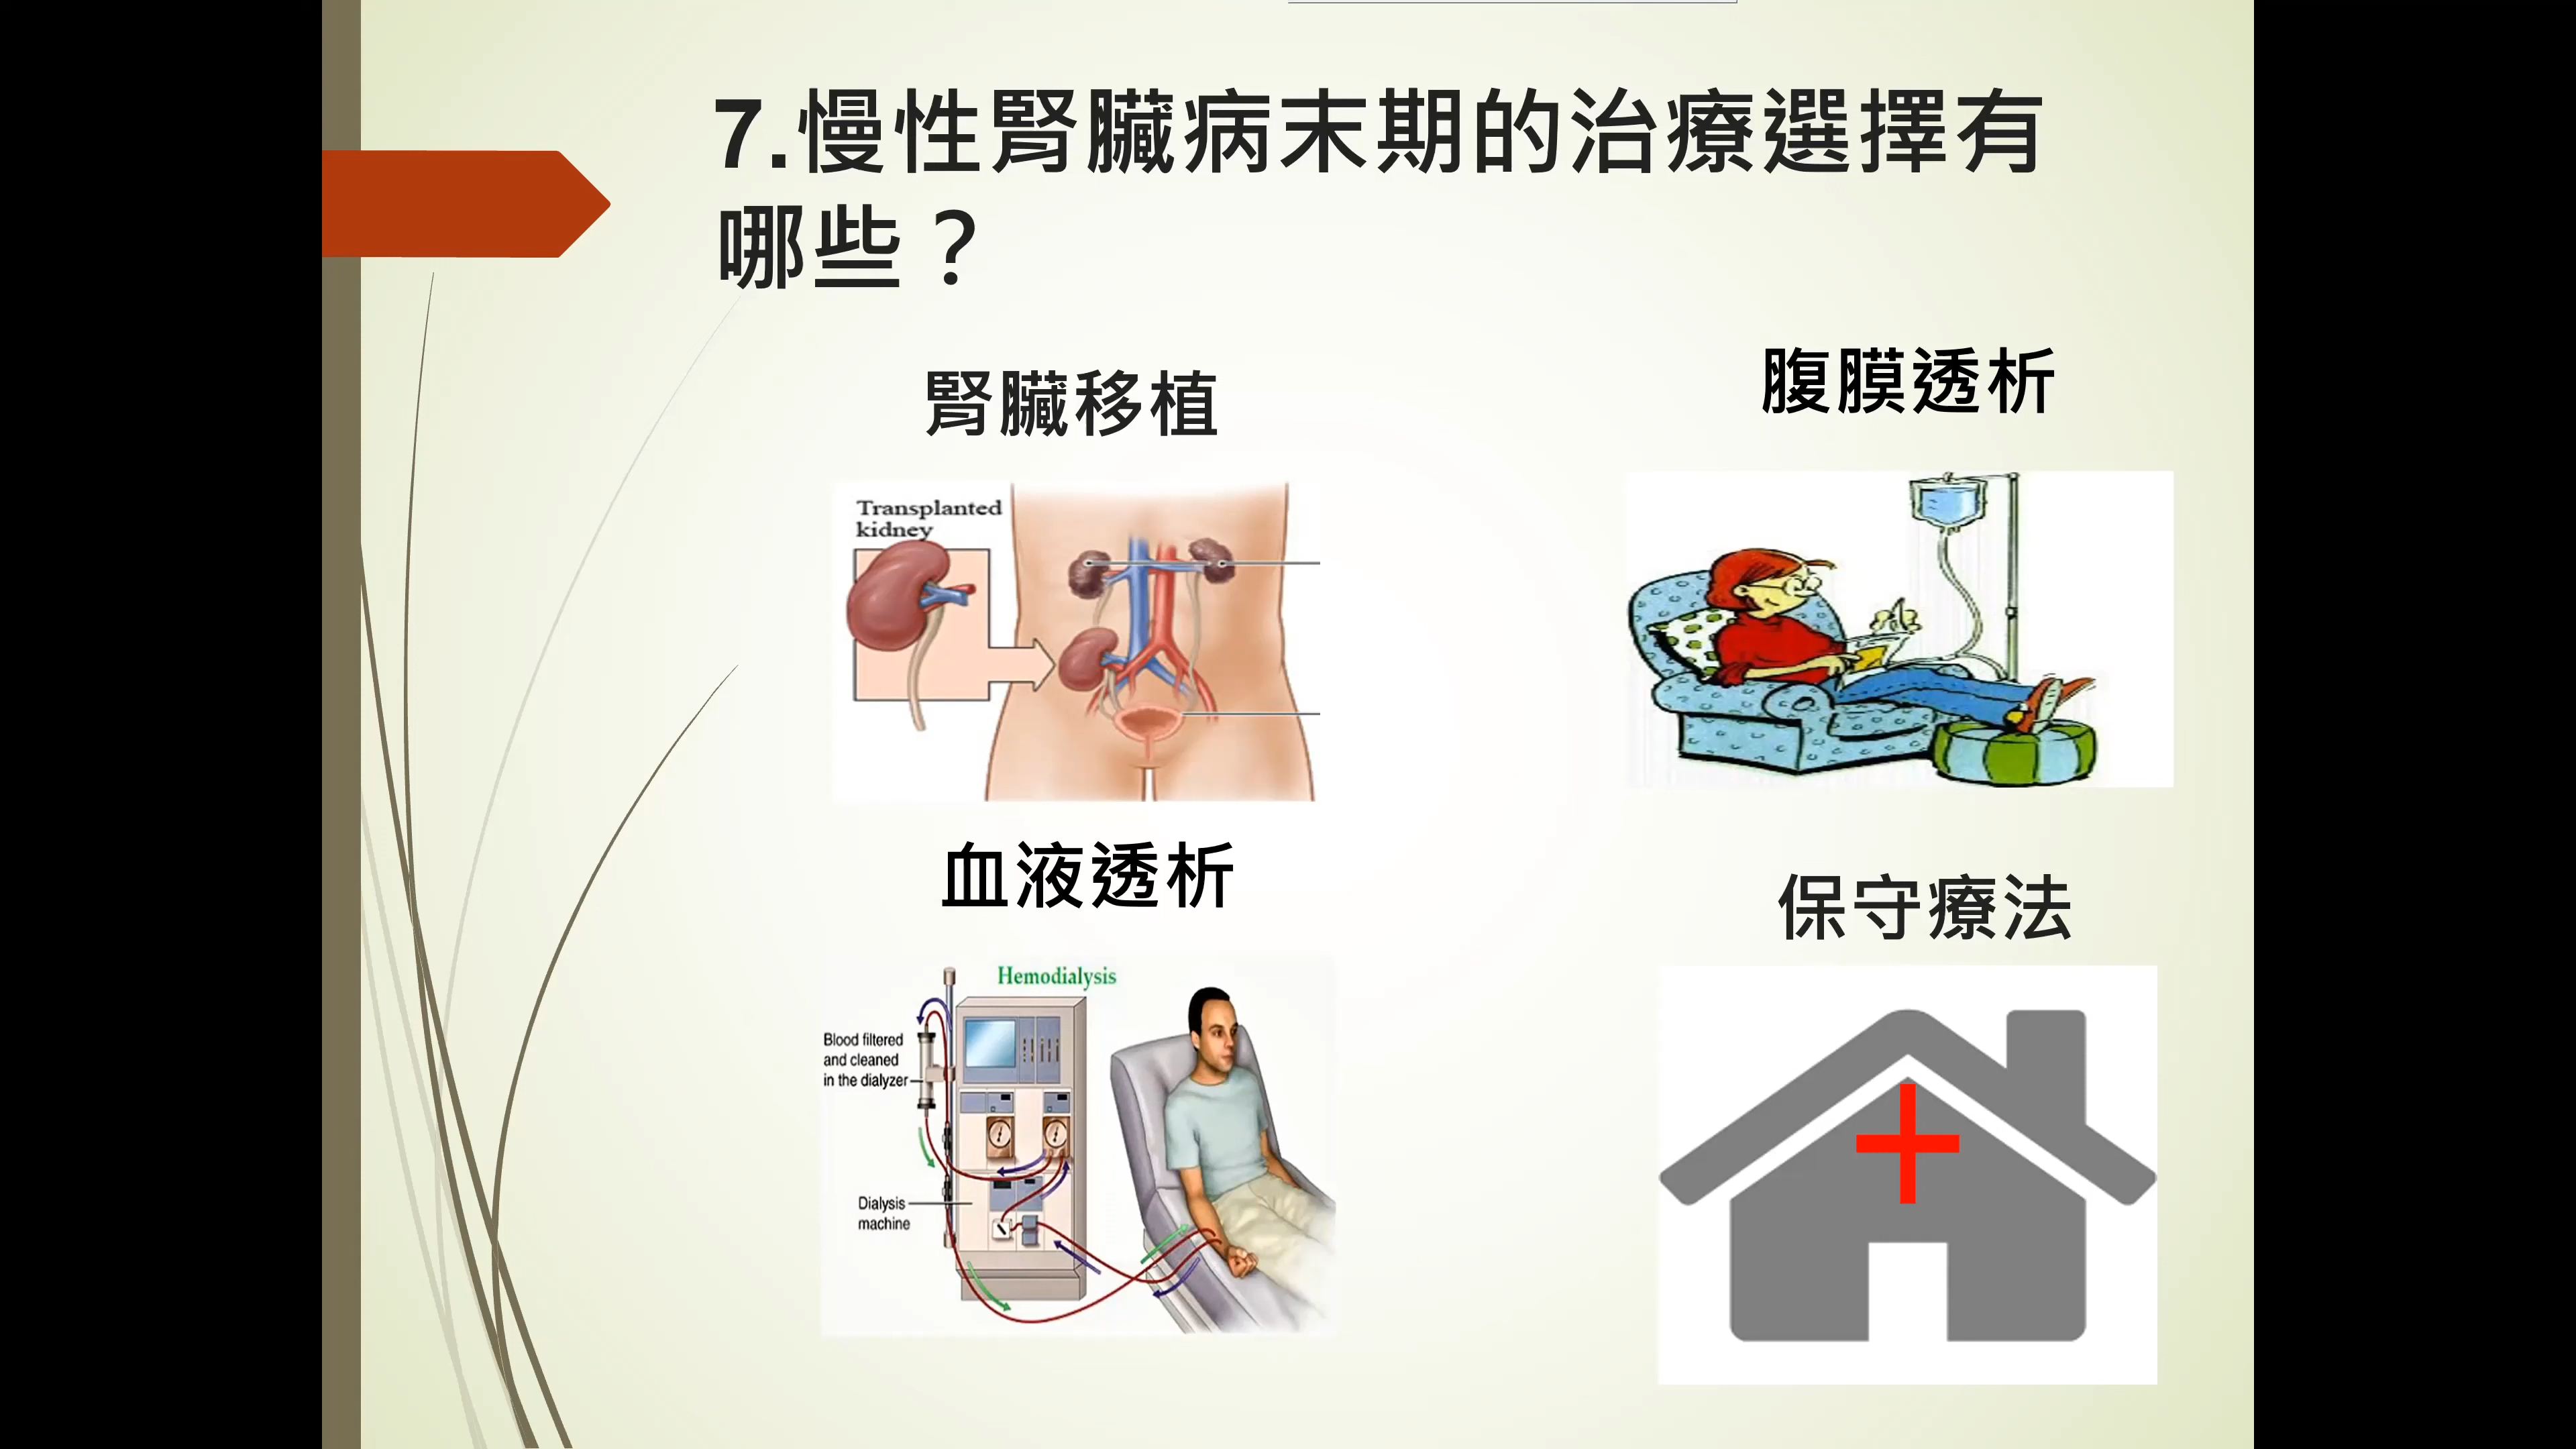 7.慢性腎臟病末期的治療選擇有
哪些？
腎臟移植
Transplanted
kidney
腹膜透析
血液透析
Hemodialysis
Blood filtered
and cleaned
in the dialyzer
Dialysis
machine
保守療法